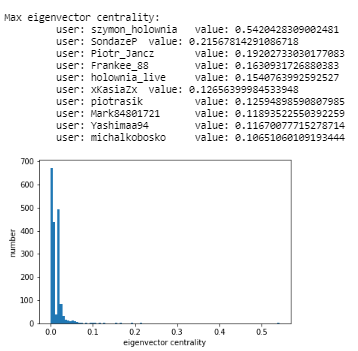 Max eigenvector centrality:
user: szymon_holownia value: 0.5420428309002481
user: SondazeP value: 0.21567814291086718
user: Piotr_Jancz value: 0.19202733030177083
user: Frankee_88 value: 0.1630931726880383
user: holownia_live value: 0.1540763992592527
user: xKasiaZx value: 0.12656399984533948
user: piotrasik value: 0.12594898590807985
user: Mark84801721 value: 0.11893522550392259
user: Yashimaa94 value: 0.11670077715278714
user: michalkobosko value: 0.10651060109193444
700
600
500
400
300
200
100
0
number
0.0 0.1 0.2 0.3 0.4 0.5
eigenvector centrality